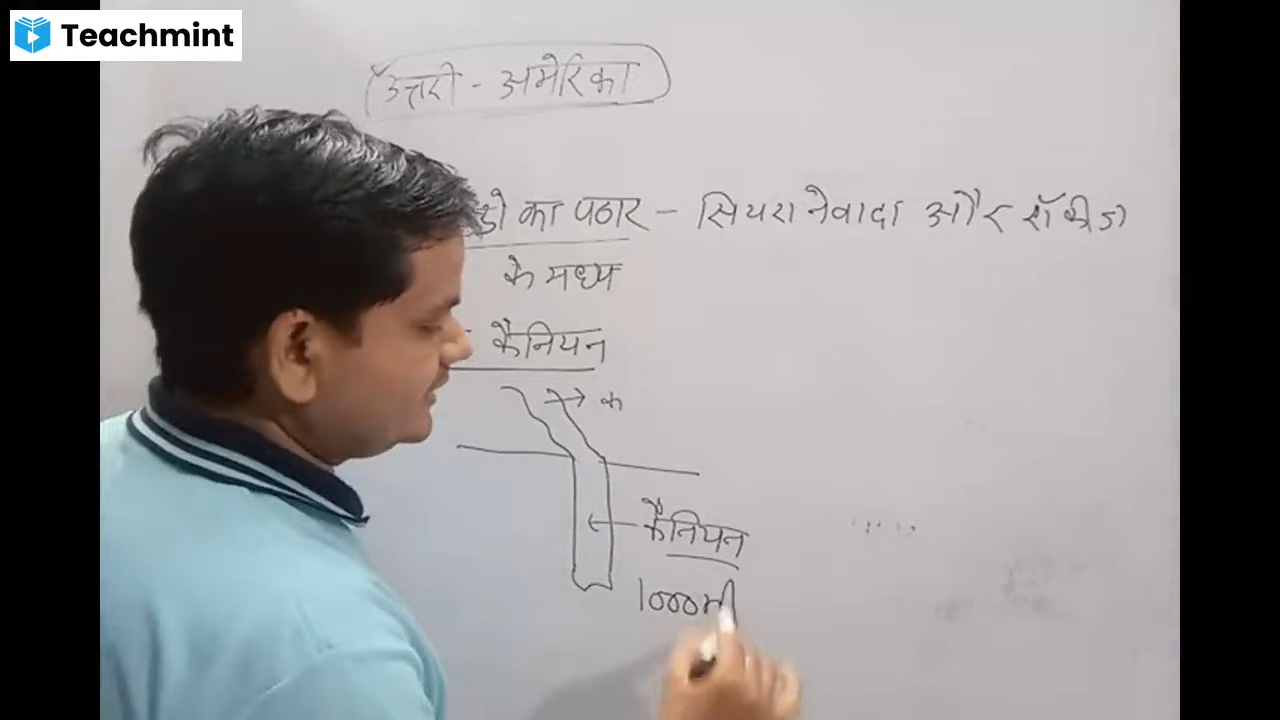 Teachmint
उत्तरी - अमेरिका
डो का पठार - सियरा नेवादा और रॉकीज
के मध्य
कैनियन
क
कैनियन
1000मी